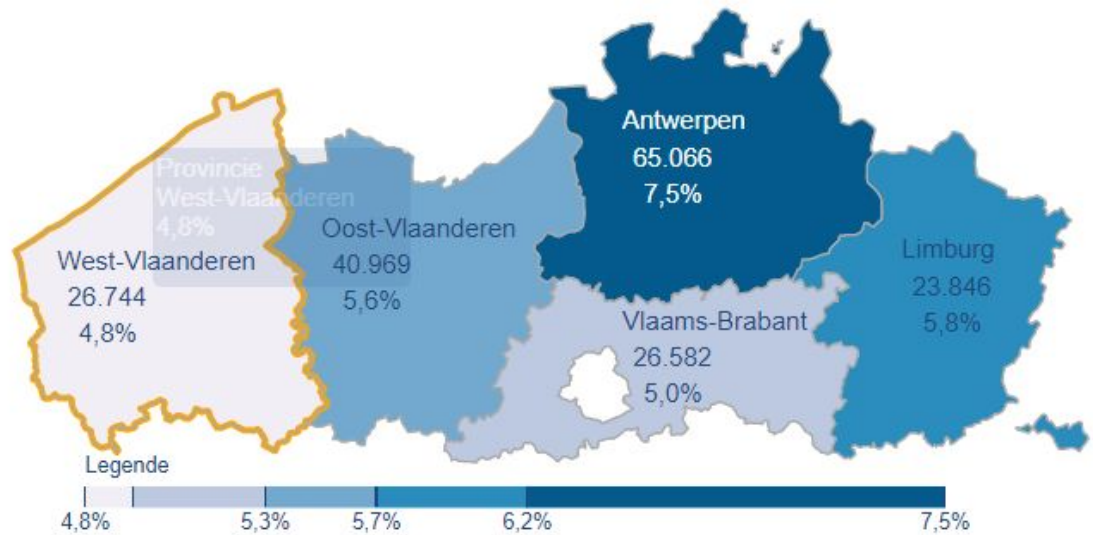 Antwerpen
65.066
7,5%
Provincie
West-Vlaanderen
4,8%
Oost-Vlaanderen
40.969
5,6%
West-Vlaanderen
26.744
4,8%
Limburg
23.846
5,8%
Vlaams-Brabant
26.582
5,0%
Legende
4,8% 5,3% 5,7% 6,2% 7,5%